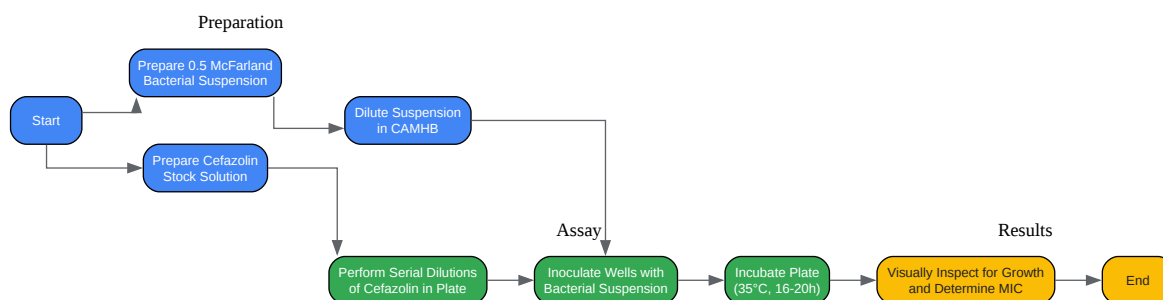 Preparation
Prepare 0.5 McFarland
Bacterial Suspension
Start
Dilute Suspension
in CAMHB
Prepare Cefazolin
Stock Solution
Assay
Results
Perform Serial Dilutions
of Cefazolin in Plate
Inoculate Wells with
Bacterial Suspension
Incubate Plate
(35°C, 16-20h)
Visually Inspect for Growth
and Determine MIC
End